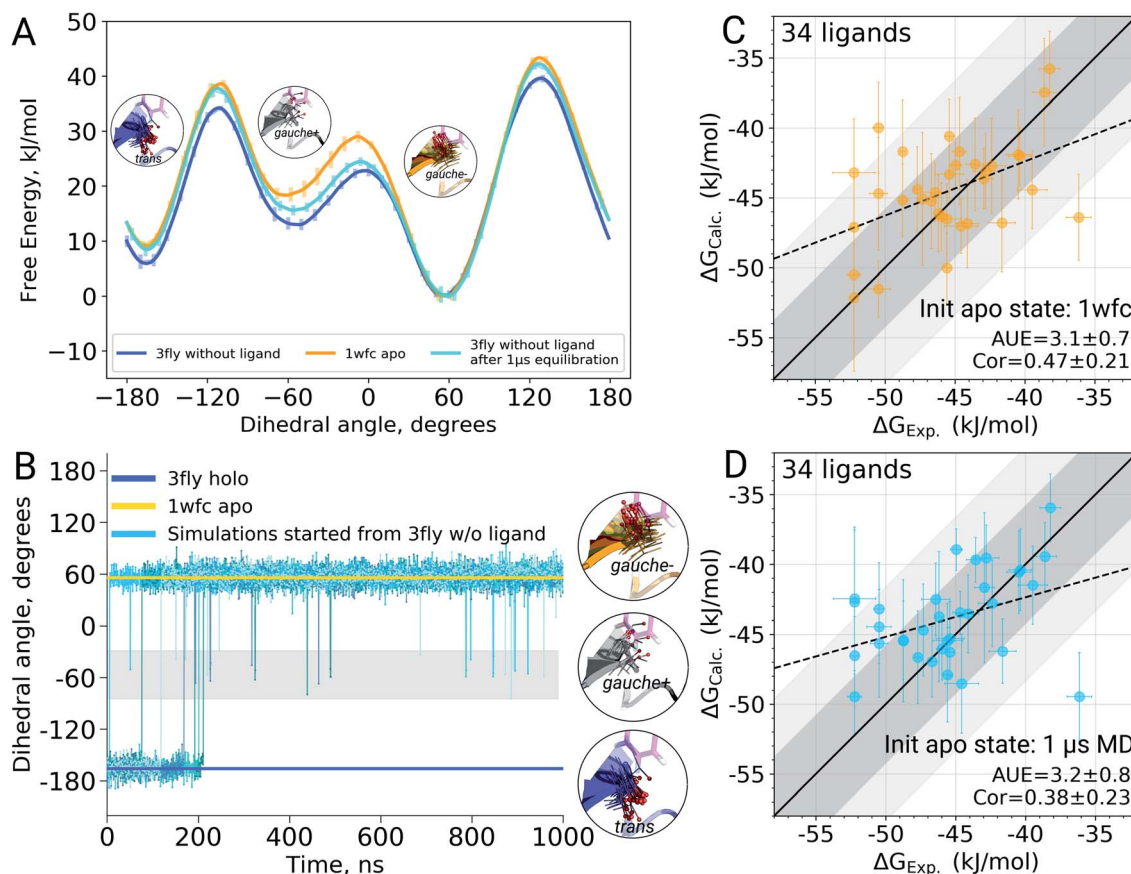 A
Free Energy, kJ/mol
50
40
30
20
10
0
−10
trans
gauche+
gauche-
3fly without ligand
1wfc apo
3fly without ligand
after 1μs equilibration
−180 −120 −60 0 60 120 180
Dihedral angle, degrees
B
Dihedral angle, degrees
180
120
60
0
-60
-120
-180
3fly holo
1wfc apo
Simulations started from 3fly w/o ligand
0 200 400 600 800 1000
Time, ns
gauche-
gauche+
trans
C
34 ligands
ΔGCalc. (kJ/mol)
-35
-40
-45
-50
-55
Init apo state: 1wfc
AUE=3.1±0.7
Cor=0.47±0.21
-55 -50 -45 -40 -35
ΔGExp. (kJ/mol)
D
34 ligands
ΔGCalc. (kJ/mol)
-35
-40
-45
-50
-55
Init apo state: 1 μs MD
AUE=3.2±0.8
Cor=0.38±0.23
-55 -50 -45 -40 -35
ΔGExp. (kJ/mol)